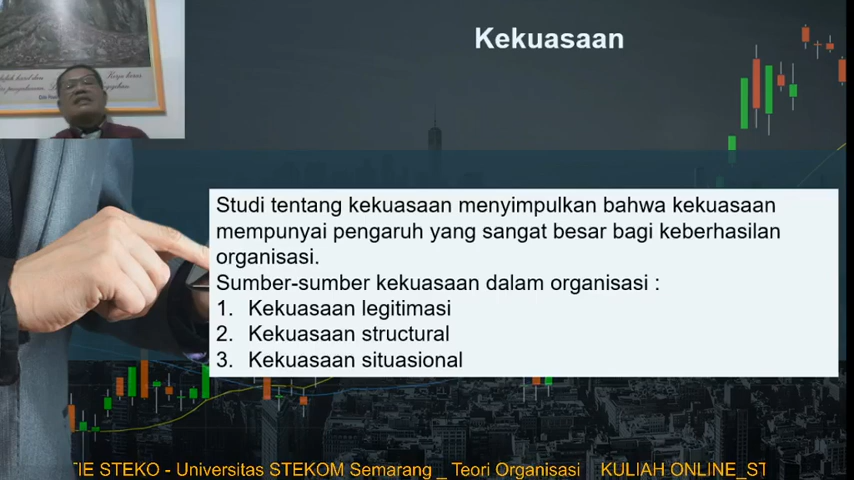 Kekuasaan
Studi tentang kekuasaan menyimpulkan bahwa kekuasaan
mempunyai pengaruh yang sangat besar bagi keberhasilan
organisasi.
Sumber-sumber kekuasaan dalam organisasi :
1. Kekuasaan legitimasi
2. Kekuasaan structural
3. Kekuasaan situasional
TIE STEKO - Universitas STEKOM Semarang _ Teori Organisasi KULIAH ONLINE_ST